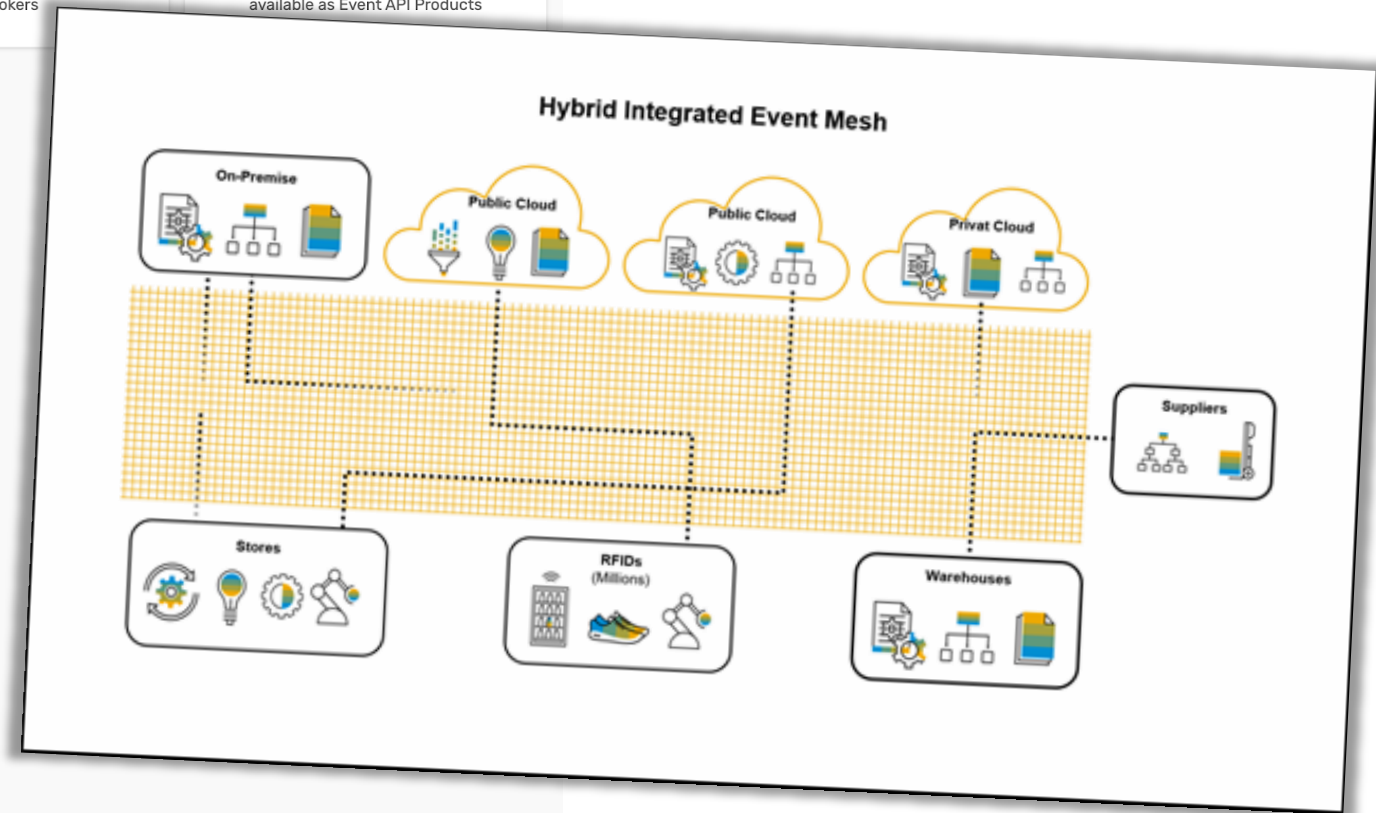 okers
available as Event API Products
Hybrid Integrated Event Mesh
On-Premise
Public Cloud
Public Cloud
Privat Cloud
Suppliers
Stores
RFIDs
(Millions)
Warehouses